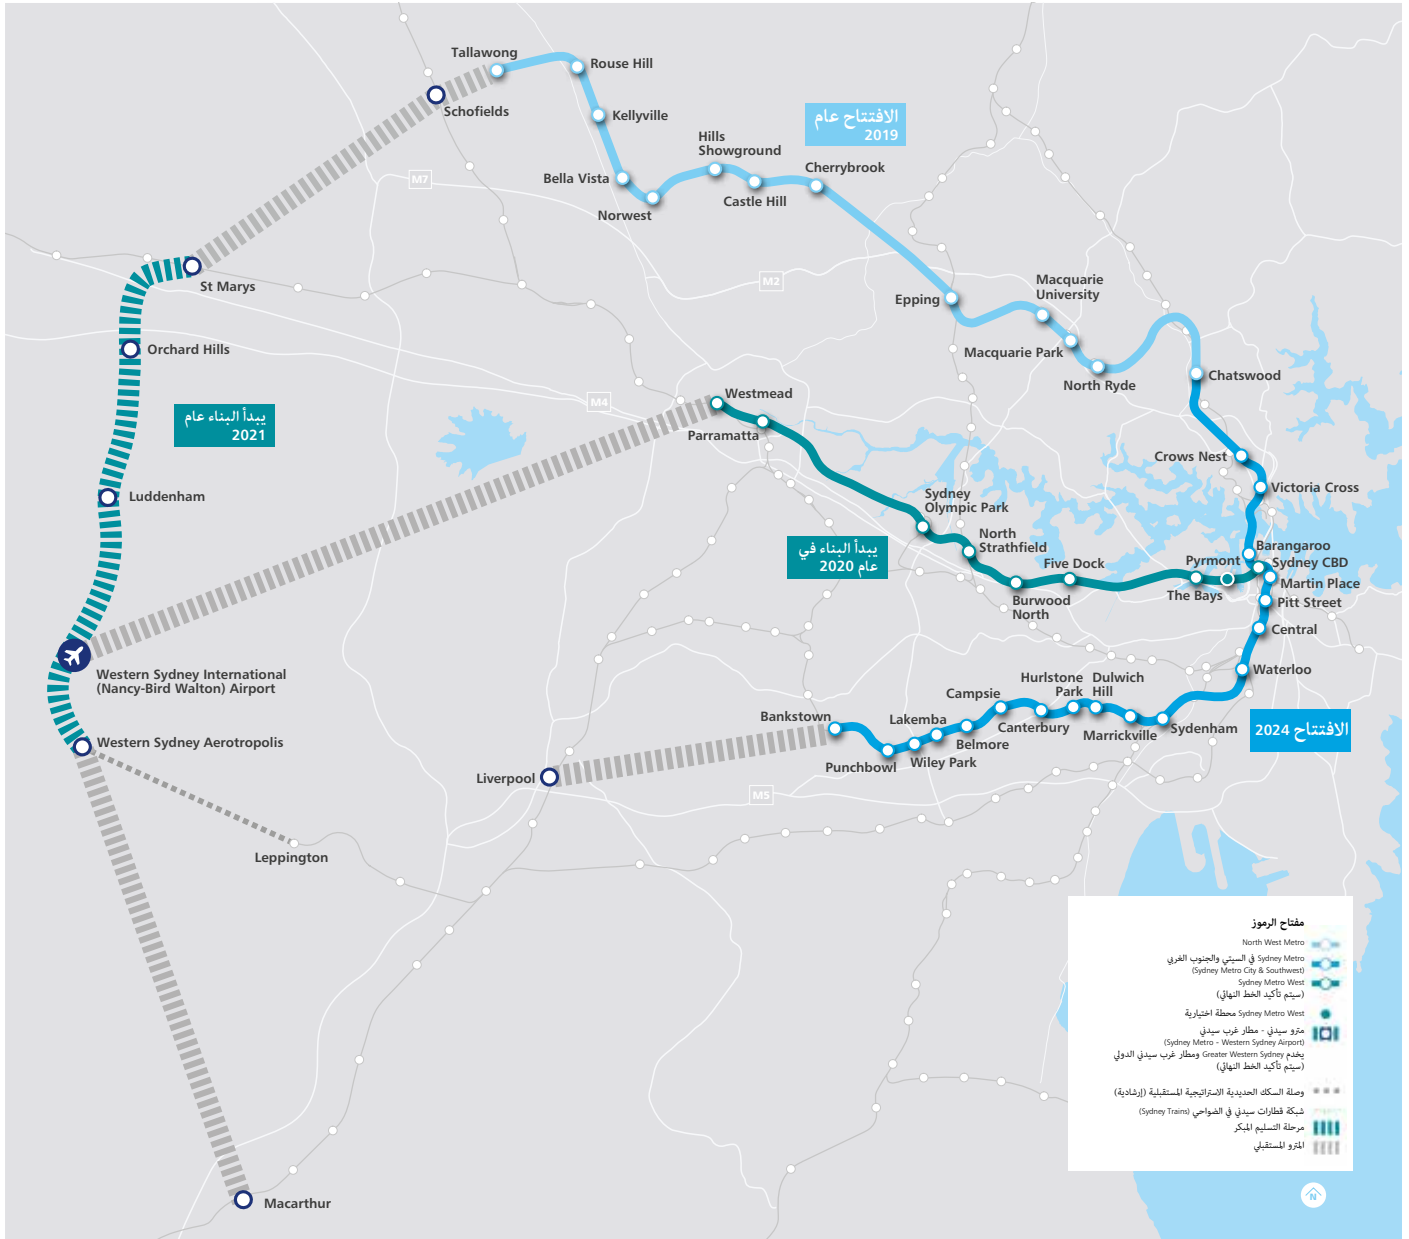 Tallawong
Rouse Hill
Schofields
Kellyville
الافتتاح عام
2019
Hills
Showground
Cherrybrook
M7
Bella Vista
Castle Hill
Norwest
St Marys
M2
Macquarie
University
Epping
Orchard Hills
Macquarie Park
North Ryde
Chatswood
Westmead
M4
يبدأ البناء عام
2021
Parramatta
Crows Nest
Victoria Cross
Luddenham
Sydney
Olympic Park
North
Strathfield
يبدأ البناء في
عام 2020
Five Dock
Pyrmont
Barangaroo
Sydney CBD
Martin Place
The Bays
Burwood
North
Pitt Street
Central
Western Sydney International
(Nancy-Bird Walton) Airport
Waterloo
Hurlstone
Park
Dulwich
Hill
Campsie
Bankstown
Lakemba
Canterbury
Marrickville
Sydenham
الافتتاح 2024
Western Sydney Aerotropolis
Belmore
Punchbowl
Wiley Park
Liverpool
M5
Leppington
مفتاح الرموز
North West Metro
Sydney Metro في السيتي والجنوب الغربي
(Sydney Metro City & Southwest)
Sydney Metro West
(سيتم تأكيد الخط النهائي)
Sydney Metro West محطة اختيارية
مترو سيدني - مطار غرب سيدني
(Sydney Metro – Western Sydney Airport)
يخدم Greater Western Sydney ومطار غرب سيدني الدولي
(سيتم تأكيد الخط النهائي)
وصلة السكك الحديدية الاستراتيجية المستقبلية (إرشادية)
شبكة قطارات سيدني في الضواحي (Sydney Trains)
مرحلة التسليم المبكر
المترو المستقبلي
N
Macarthur